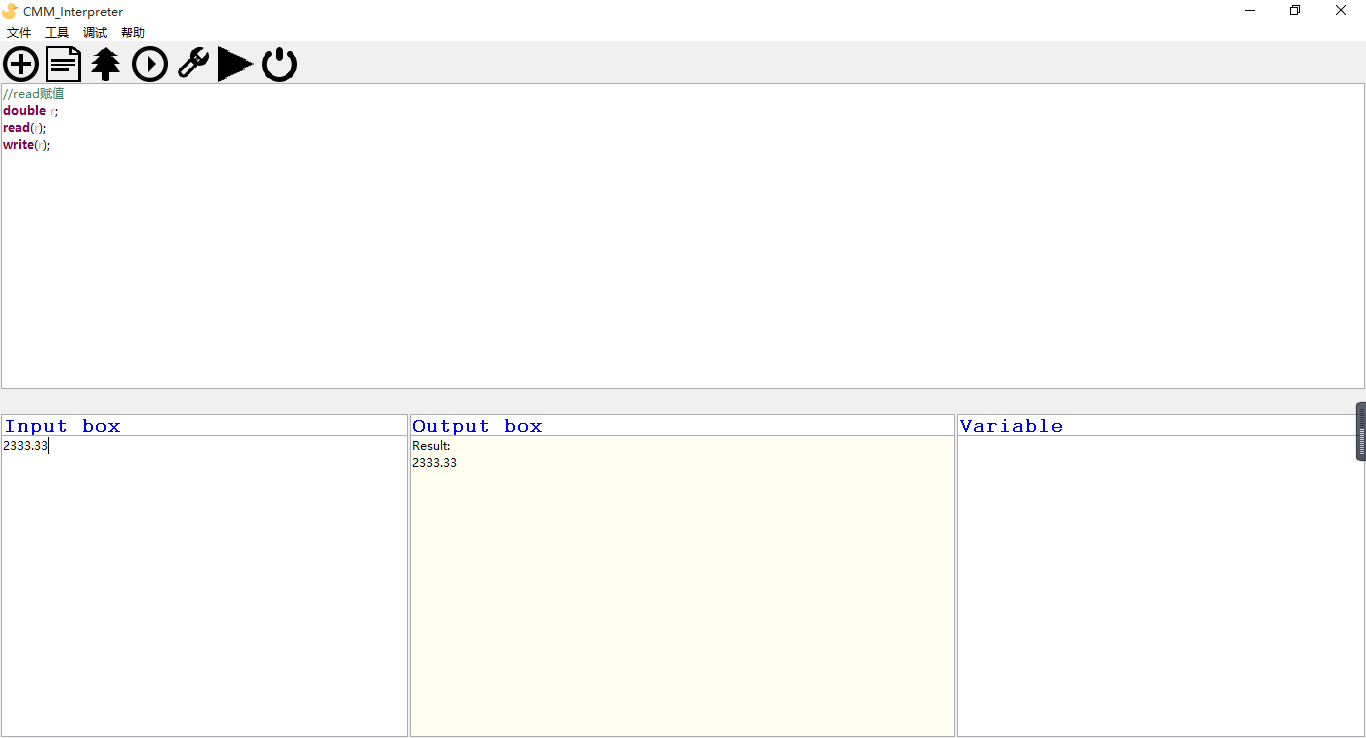 CMM_Interpreter
文件 工具 调试 帮助
//read赋值
double r;
read(r);
write(r);
Input box
2333.33
Output box
Result:
2333.33
Variable